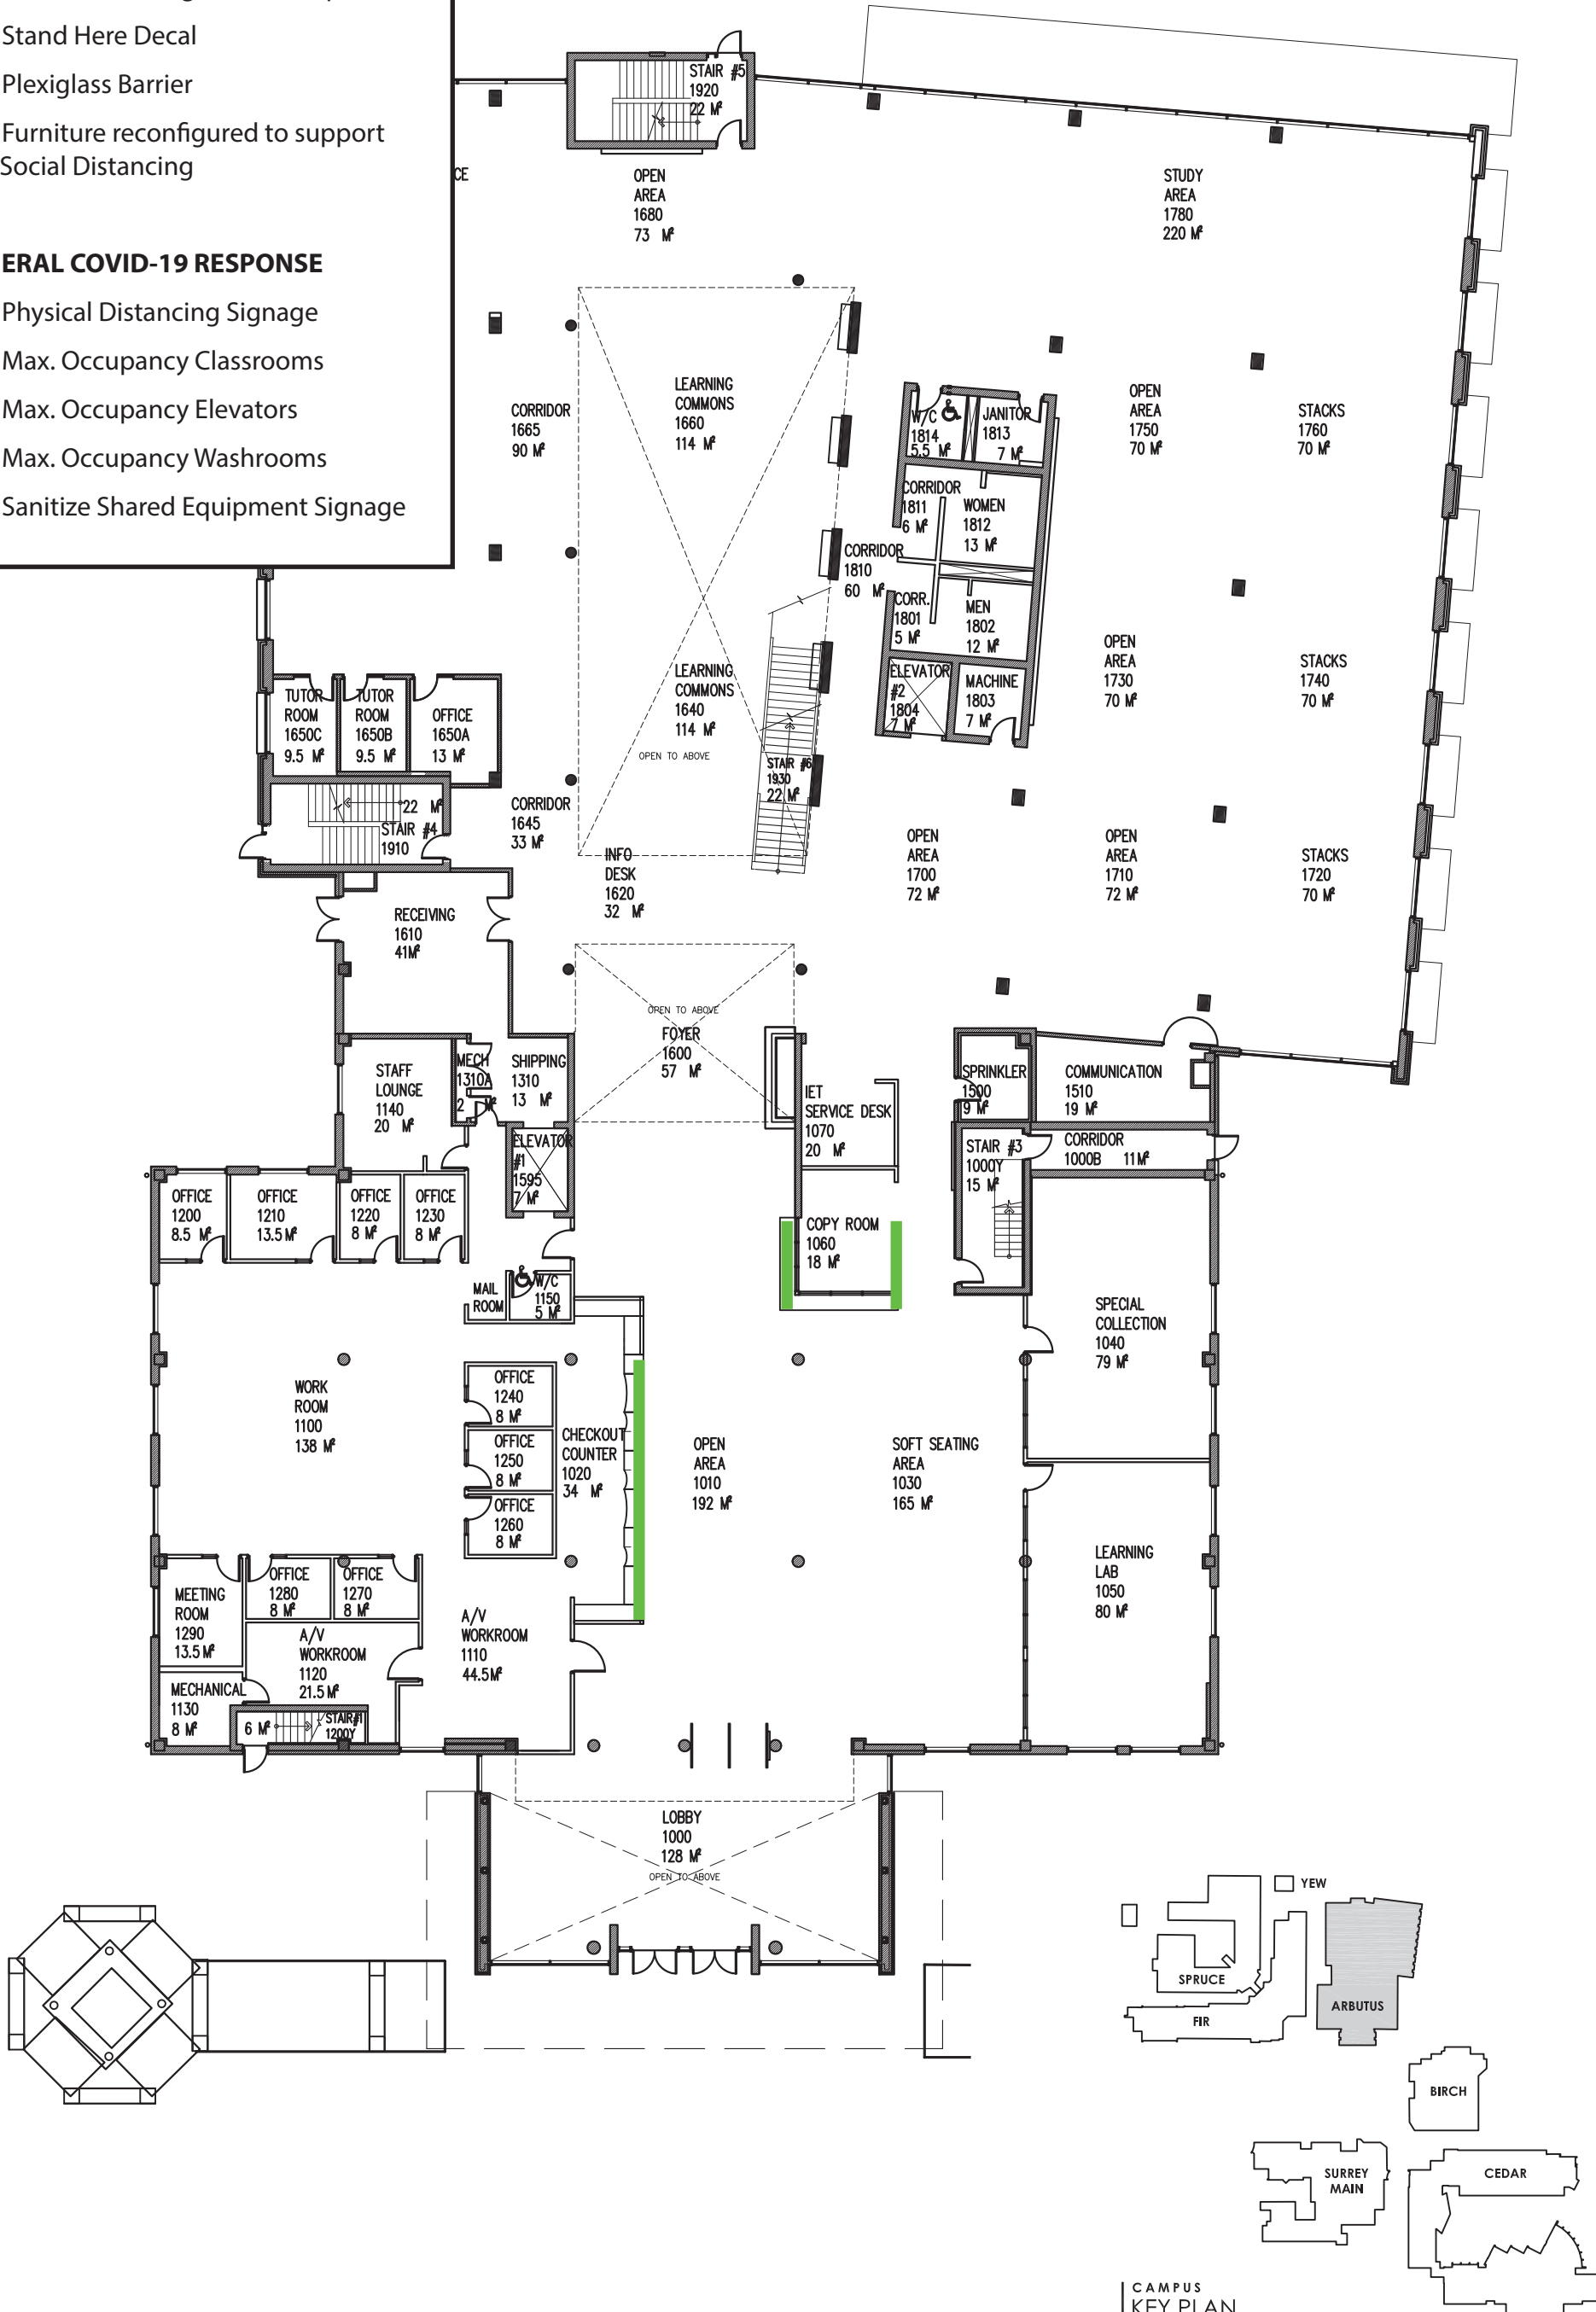 Stand Here Decal
Plexiglass Barrier
Furniture reconfigured to support
Social Distancing
ERAL COVID-19 RESPONSE
Physical Distancing Signage
Max. Occupancy Classrooms
Max. Occupancy Elevators
Max. Occupancy Washrooms
Sanitize Shared Equipment Signage
STAIR #5
1920
22 M²
CE
OPEN
AREA
1680
73 M²
STUDY
AREA
1780
220 M²
CORRIDOR
1665
90 M²
LEARNING
COMMONS
1660
114 M²
W/C
1814
5.5 M²
JANITOR
1813
7 M²
OPEN
AREA
1750
70 M²
STACKS
1760
70 M²
CORRIDOR
1811
6 M²
WOMEN
1812
13 M²
CORRIDOR
1810
60 M²
CORR.
1801
5 M²
MEN
1802
12 M²
OPEN
AREA
1730
70 M²
STACKS
1740
70 M²
LEARNING
COMMONS
1640
114 M²
OPEN TO ABOVE
ELEVATOR
#2
1804
7 M²
MACHINE
1803
7 M²
TUTOR
ROOM
1650C
9.5 M²
TUTOR
ROOM
1650B
9.5 M²
OFFICE
1650A
13 M²
STAIR #6
1930
22 M²
22 M²
STAIR #4
1910
CORRIDOR
1645
33 M²
INFO
DESK
1620
32 M²
OPEN
AREA
1700
72 M²
OPEN
AREA
1710
72 M²
STACKS
1720
70 M²
RECEIVING
1610
41M²
OPEN TO ABOVE
FOYER
1600
57 M²
STAFF
LOUNGE
1140
20 M²
MECH
1310A
2 M²
SHIPPING
1310
13 M²
IET
SERVICE DESK
1070
20 M²
SPRINKLER
1500
9 M²
COMMUNICATION
1510
19 M²
ELEVATOR
#1
1595
7 M²
STAIR #3
1000Y
15 M²
CORRIDOR
1000B 11M²
OFFICE
1200
8.5 M²
OFFICE
1210
13.5 M²
OFFICE
1220
8 M²
OFFICE
1230
8 M²
COPY ROOM
1060
18 M²
MAIL
ROOM
W/C
1150
5 M²
SPECIAL
COLLECTION
1040
79 M²
WORK
ROOM
1100
138 M²
OFFICE
1240
8 M²
OFFICE
1250
8 M²
OFFICE
1260
8 M²
CHECKOUT
COUNTER
1020
34 M²
OPEN
AREA
1010
192 M²
SOFT SEATING
AREA
1030
165 M²
LEARNING
LAB
1050
80 M²
MEETING
ROOM
1290
13.5 M²
OFFICE
1280
8 M²
OFFICE
1270
8 M²
A/V
WORKROOM
1120
21.5 M²
A/V
WORKROOM
1110
44.5M²
MECHANICAL
1130
8 M²
6 M²
STAIR#1
1200Y
LOBBY
1000
128 M²
OPEN TO ABOVE
YEW
SPRUCE
FIR
ARBUTUS
BIRCH
SURREY
MAIN
CEDAR
CAMPUS
KEY PLAN